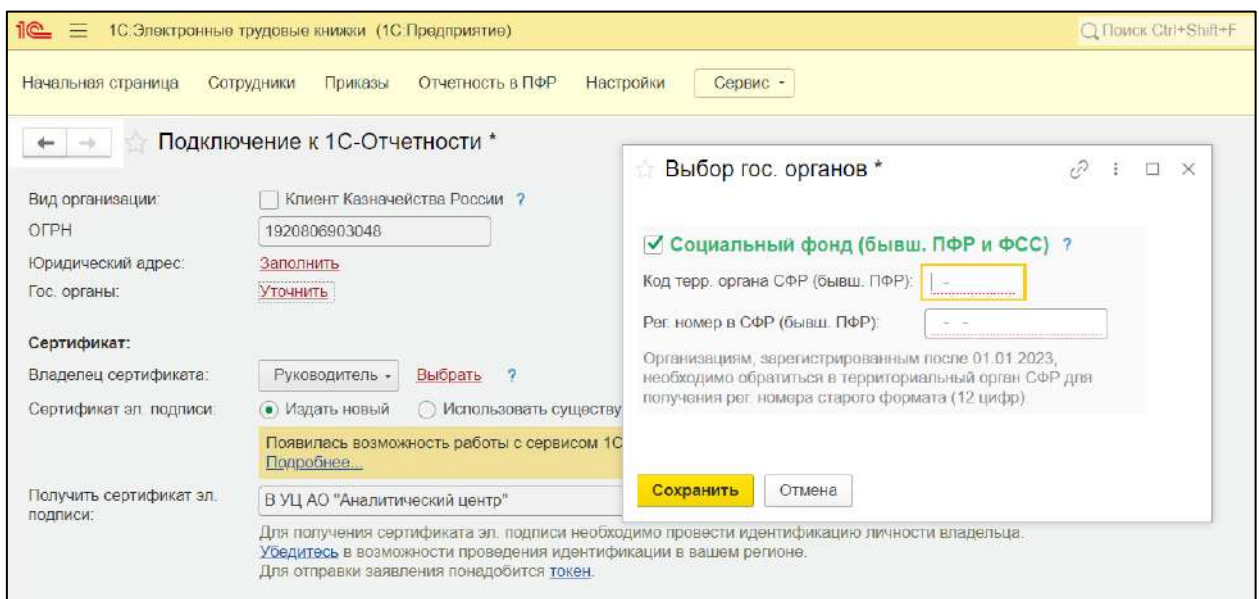 1С 1С:Электронные трудовые книжки (1С:Предприятие) Поиск Ctrl+Shift+F
Начальная страница Сотрудники Приказы Отчетность в ПФР Настройки Сервис
Подключение к 1С-Отчетности *
Вид организации: Клиент Казначейства России ?
ОГРН 1920806903048
Юридический адрес: Заполнить
Гос. органы: Уточнить
Сертификат:
Владелец сертификата: Руководитель Выбрать ?
Сертификат эл. подписи: Издать новый Использовать существу
Появилась возможность работы с сервисом 1С
Подробнее...
Получить сертификат эл.
подписи:
В УЦ АО "Аналитический центр"
Для получения сертификата эл. подписи необходимо провести идентификацию личности владельца.
Убедитесь в возможности проведения идентификации в вашем регионе.
Для отправки заявления понадобится токен.
Выбор гос. органов *
Социальный фонд (бывш. ПФР и ФСС) ?
Код терр. органа СФР (бывш. ПФР): -
Рег. номер в СФР (бывш. ПФР): - -
Организациям, зарегистрированным после 01.01.2023,
необходимо обратиться в территориальный орган СФР для
получения рег. номера старого формата (12 цифр)
Сохранить Отмена